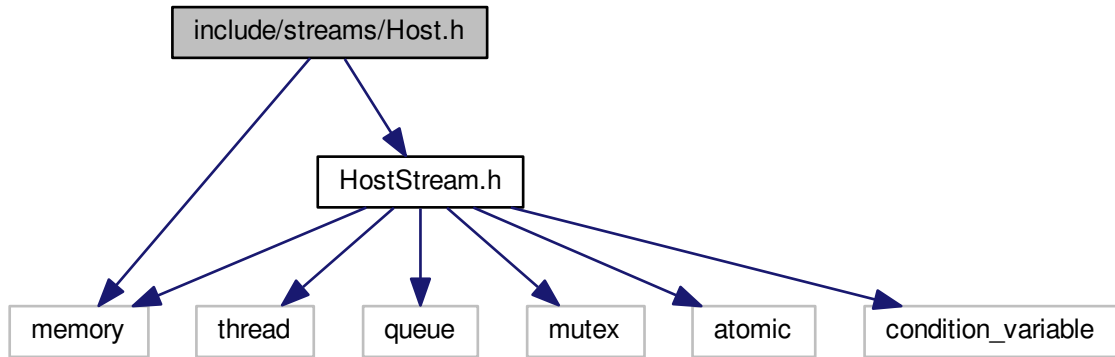 include/streams/Host.h
HostStream.h
memory
thread
queue
mutex
atomic
condition_variable